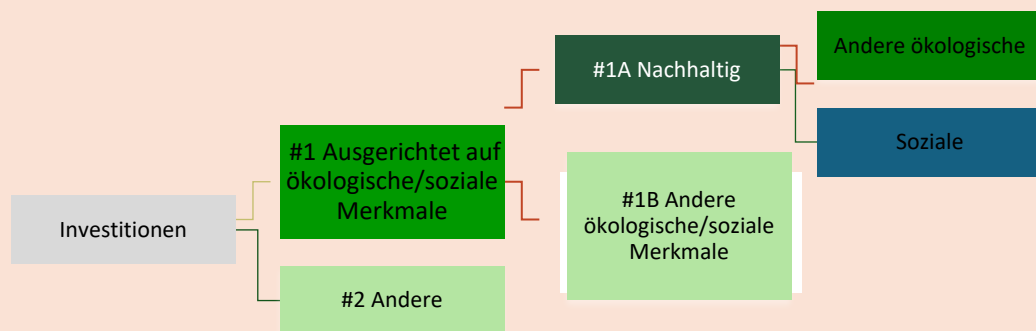 Investitionen
#1 Ausgerichtet auf
ökologische/soziale
Merkmale
#2 Andere
#1A Nachhaltig
#1B Andere
ökologische/soziale
Merkmale
Andere ökologische
Soziale